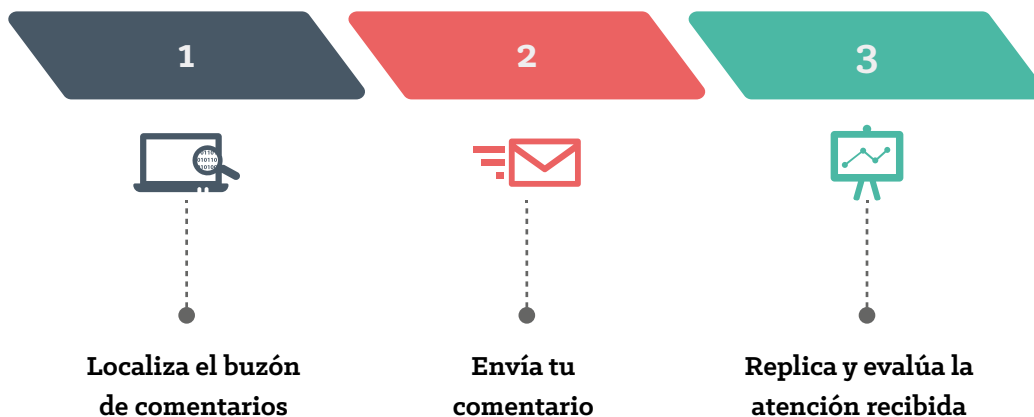 1
2
3
Localiza el buzón
de comentarios
Envía tu
comentario
Replica y evalúa la
atención recibida